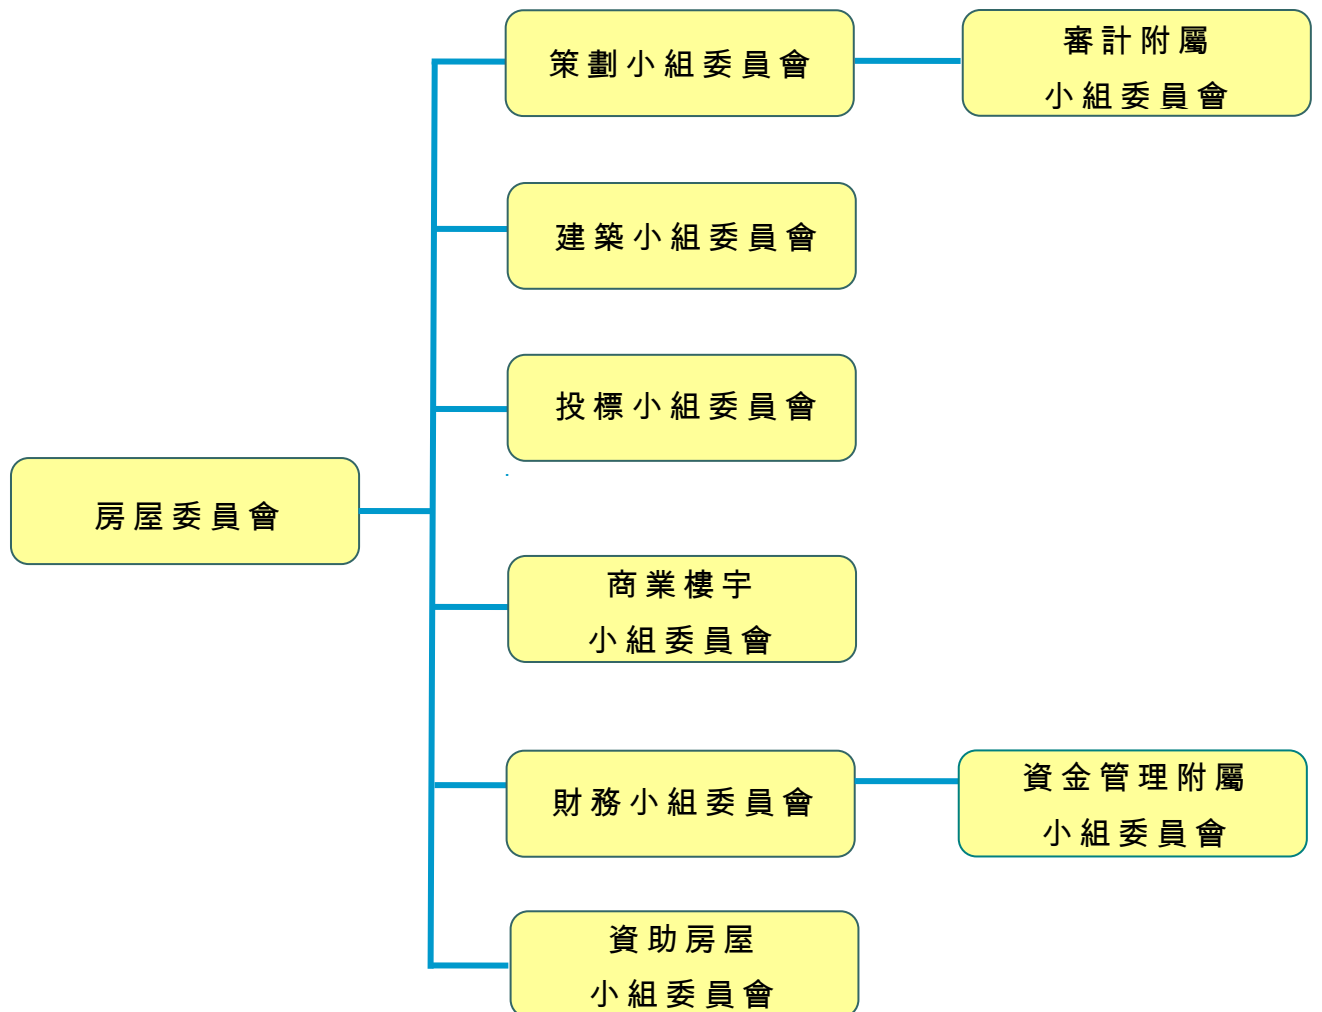 策劃小組委員會
審計附屬
小組委員會
建築小組委員會
投標小組委員會
房屋委員會
商業樓宇
小組委員會
財務小組委員會
資金管理附屬
小組委員會
資助房屋
小組委員會